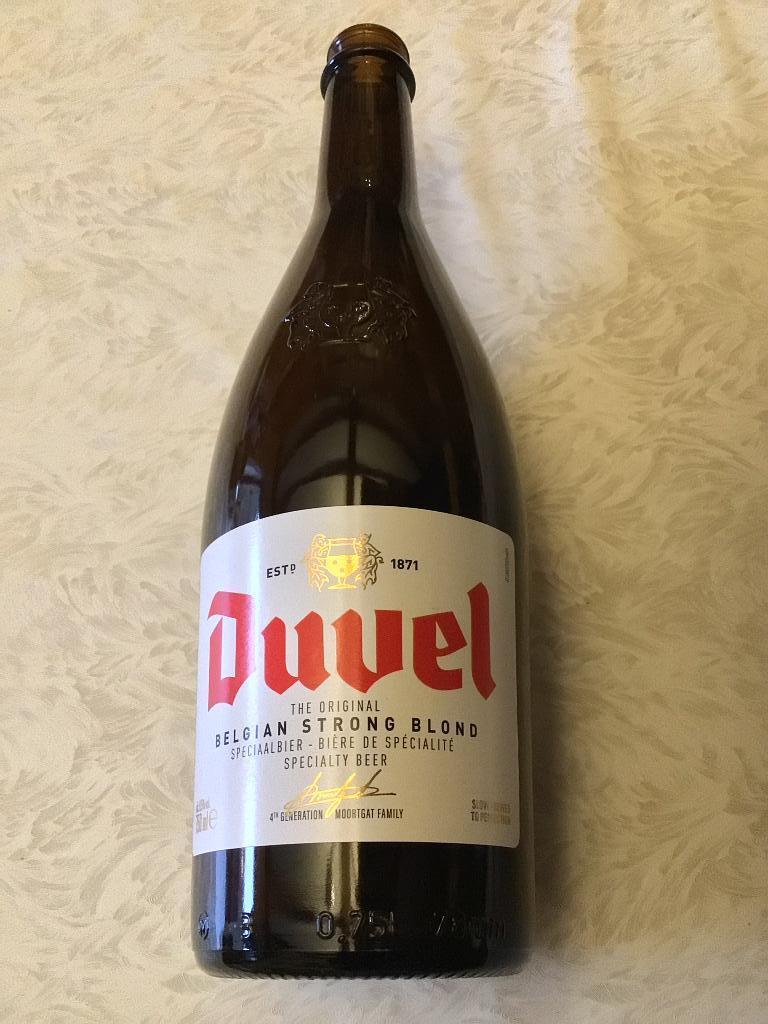 ESTD 1871
Duvel
THE ORIGINAL
BELGIAN STRONG BLOND
SPECIAALBIER - BIÈRE DE SPÉCIALITÉ
SPECIALTY BEER
4TH GENERATION MOORTGAT FAMILY
3 0,75l